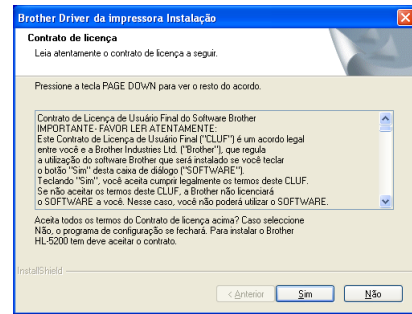 Brother Driver da impressora Instalação
Contrato de licença
Leia atentamente o contrato de licença a seguir.
Pressione a tecla PAGE DOWN para ver o resto do acordo.
Contrato de Licença de Usuário Final do Software Brother
IMPORTANTE- FAVOR LER ATENTAMENTE:
Este Contrato de Licença de Usuário Final ("CLUF") é um acordo legal
entre você e a Brother Industries Ltd. ("Brother"), que regula
a utilização do software Brother que será instalado se você teclar
o botão "Sim" desta caixa de diálogo ("SOFTWARE").
Teclando "Sim", você aceita cumprir legalmente os termos deste CLUF.
Se não aceitar os termos deste CLUF, a Brother não licenciará
o SOFTWARE a você. Nesse caso, você não poderá utilizar o SOFTWARE.
Aceita todos os termos do Contrato de licença acima? Caso seleccione
Não, o programa de configuração se fechará. Para instalar o Brother
HL-5200 tem deve aceitar o contrato.
InstallShield
< Anterior
Sim
Não